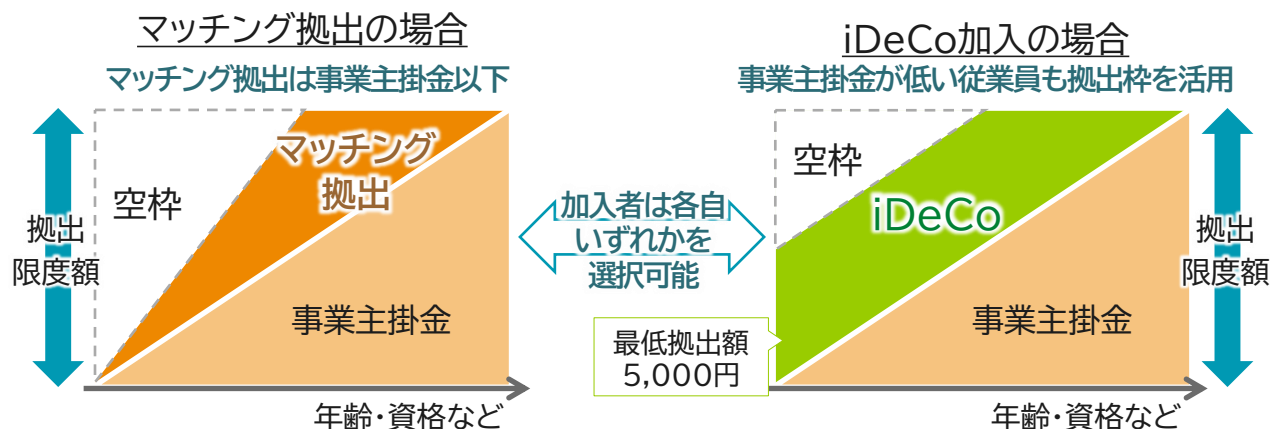 マッチング拠出の場合
マッチング拠出は事業主掛金以下
空枠
マッチング
拠出
拠出
限度額
事業主掛金
年齢・資格など
加入者は各自
いずれかを
選択可能
iDeCo加入の場合
事業主掛金が低い従業員も拠出枠を活用
空枠
iDeCo
拠出
限度額
事業主掛金
最低拠出額
5,000円
年齢・資格など